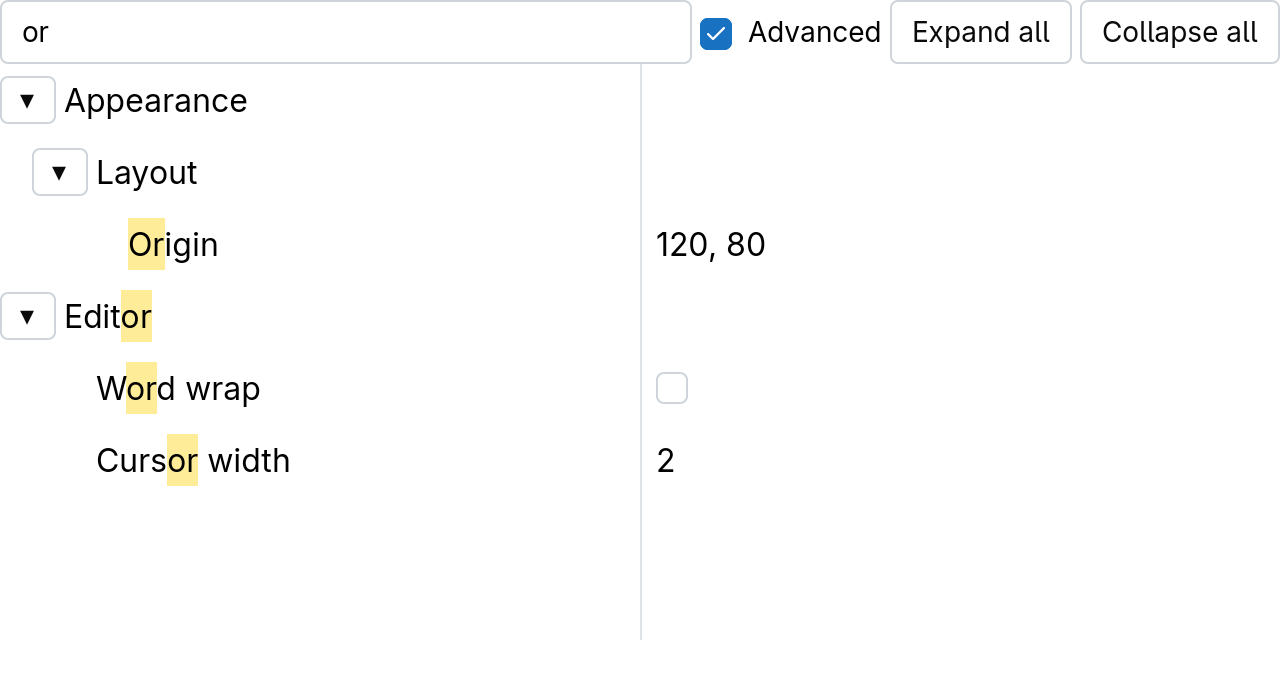 or Advanced Expand all Collapse all
▼ Appearance
▼ Layout
Origin 120, 80
▼ Editor
Word wrap
Cursor width 2